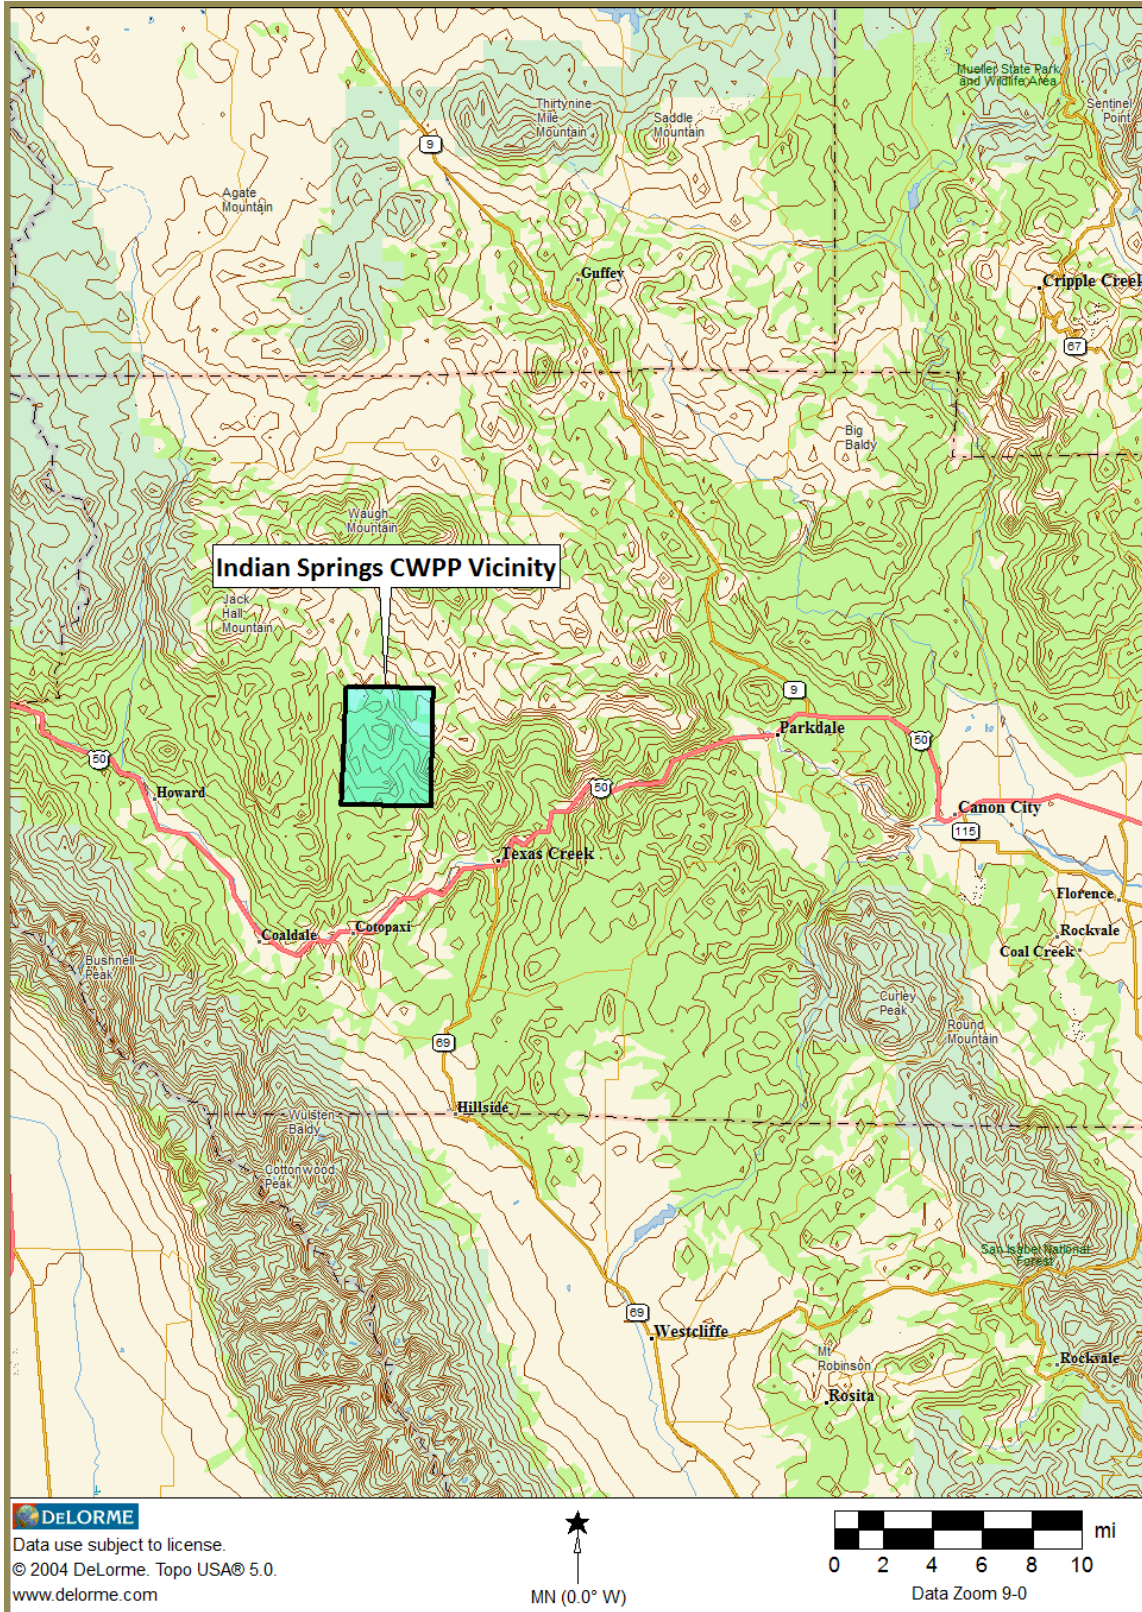 Mueller State Park
and Wildlife Area
Sentinel
Point
Thirtynine
Mile
Mountain
Saddle
Mountain
9
Agate
Mountain
Guffey
Cripple Creek
67
Big
Baldy
Waugh
Mountain
Indian Springs CWPP Vicinity
Jack
Hall
Mountain
9
Parkdale
50
50
Howard
50
Canon City
115
Texas Creek
Florence
Cotopaxi
Coaldale
Rockvale
Coal Creek
Bushnell
Peak
Curley
Peak
Round
Mountain
69
Hillside
Wulsten
Baldy
Cottonwood
Peak
San Isabel National
Forest
69
Westcliffe
Mt
Robinson
Rockvale
Rosita
DELORME
Data use subject to license.
© 2004 DeLorme. Topo USA® 5.0.
www.delorme.com
MN (0.0° W)
mi
0 2 4 6 8 10
Data Zoom 9-0